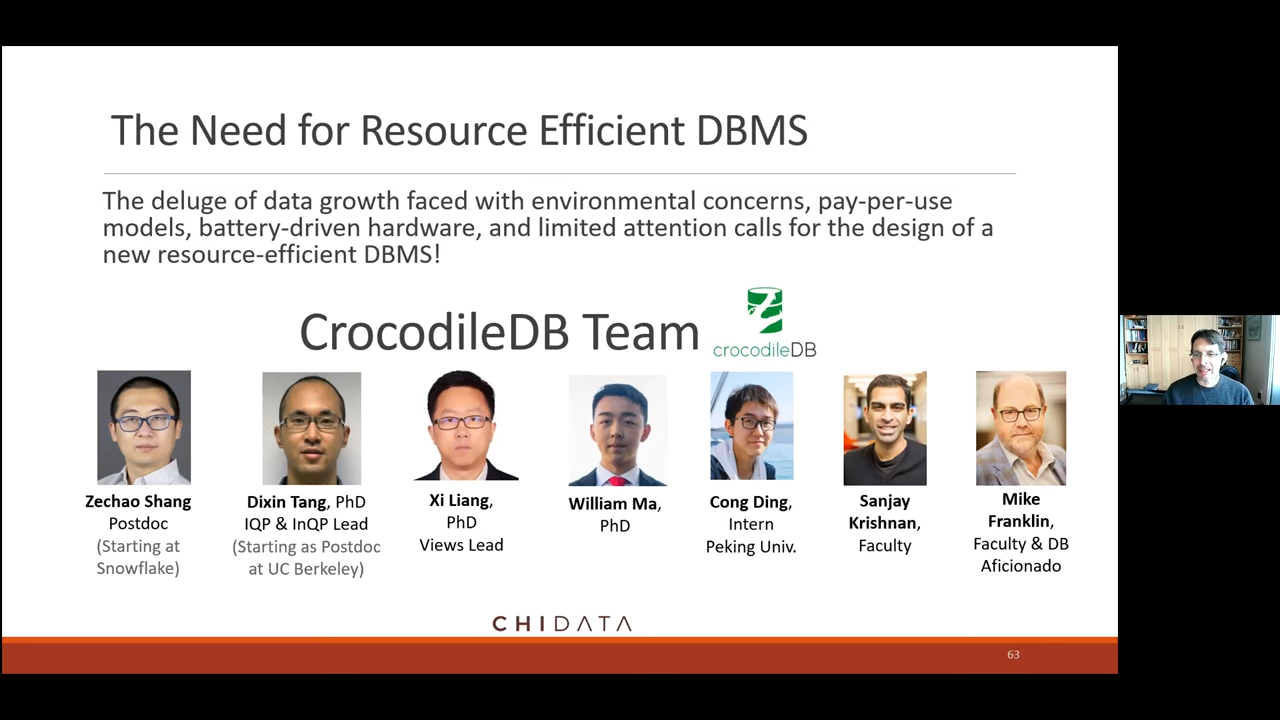 The Need for Resource Efficient DBMS
The deluge of data growth faced with environmental concerns, pay-per-use
models, battery-driven hardware, and limited attention calls for the design of a
new resource-efficient DBMS!
CrocodileDB Team
crocodileDB
Zechao Shang
Postdoc
(Starting at
Snowflake)
Dixin Tang, PhD
IQP & InQP Lead
(Starting as Postdoc
at UC Berkeley)
Xi Liang,
PhD
Views Lead
William Ma,
PhD
Cong Ding,
Intern
Peking Univ.
Sanjay
Krishnan,
Faculty
Mike
Franklin,
Faculty & DB
Aficionado
CHIDATA
63